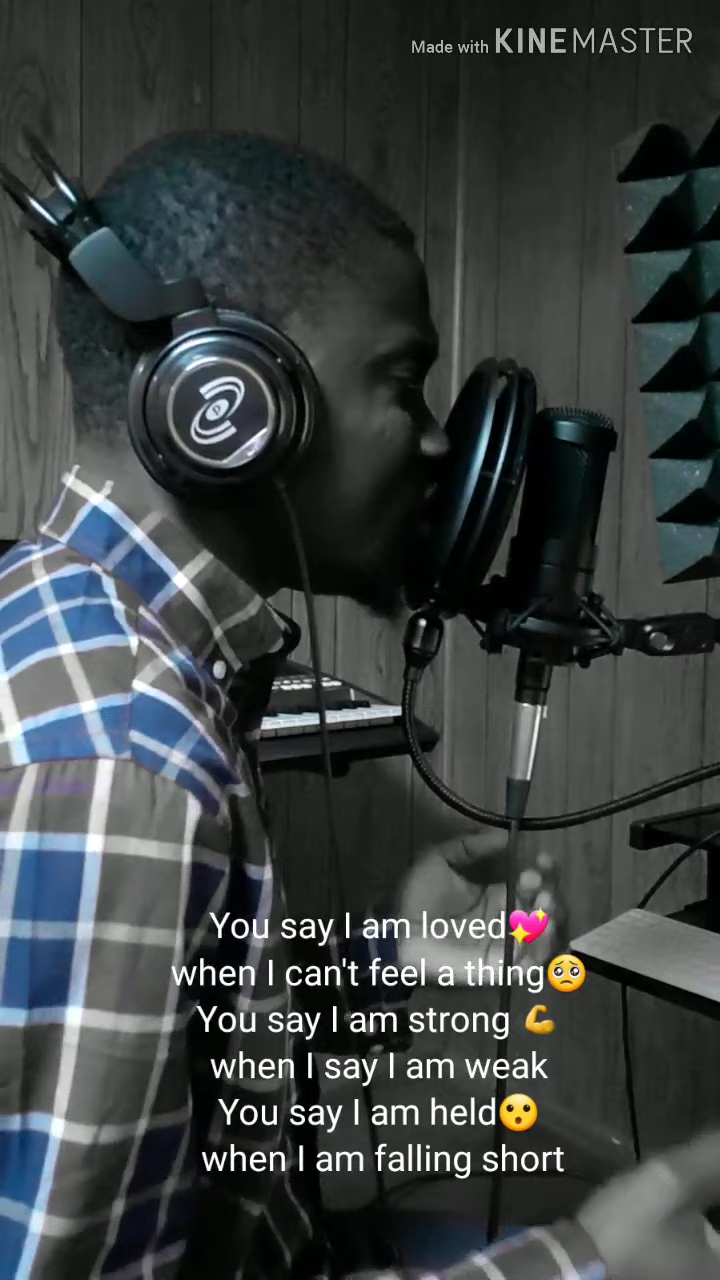 Made with KINEMASTER
You say I am loved💖
when I can't feel a thing🥺
You say I am strong 💪
when I say I am weak
You say I am held😮
when I am falling short